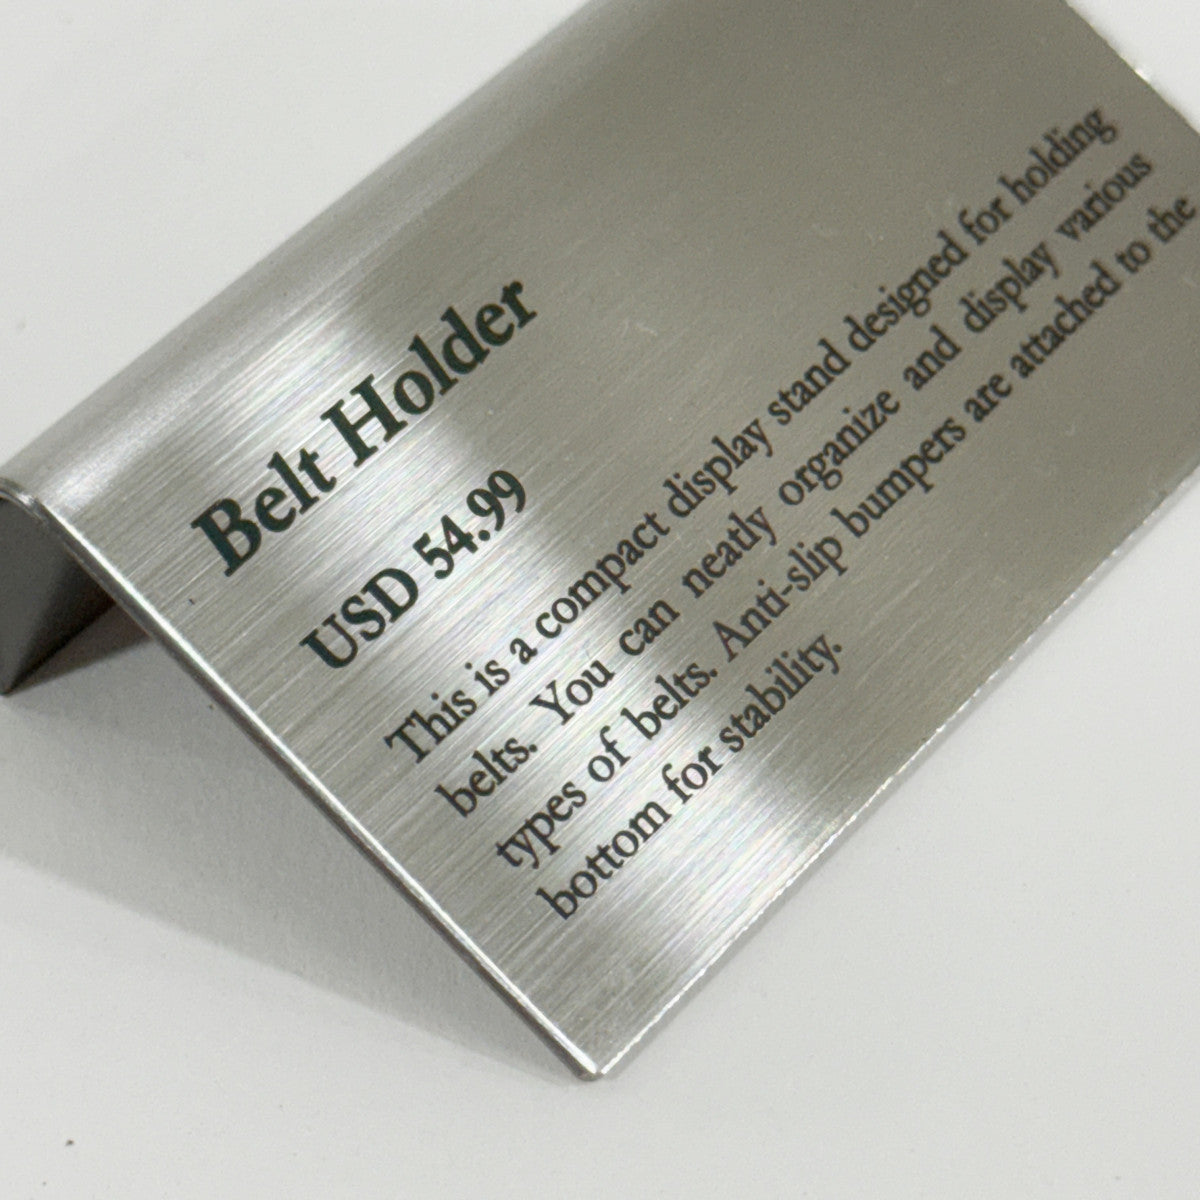 Belt Holder
USD 54.99
This is a compact display stand designed for holding
belts. You can neatly organize and display various
types of belts. Anti-slip bumpers are attached to the
bottom for stability.